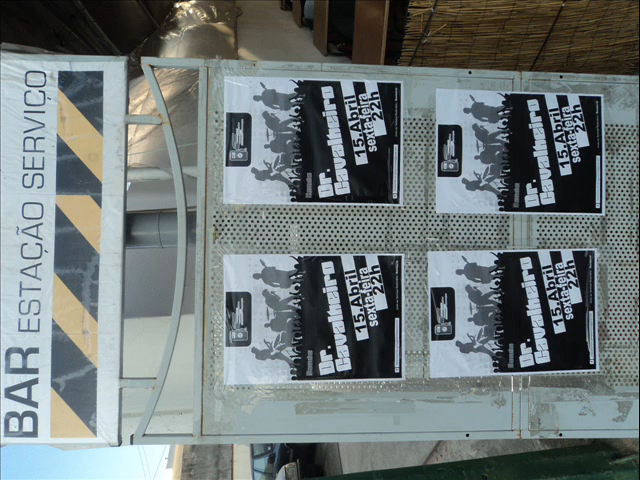 BAR ESTAÇÃO SERVIÇO
Dr.
Cavalheiro
15.Abril
sexta-feira
22h
Dr.
Cavalheiro
15.Abril
sexta-feira
22h
Dr.
Cavalheiro
15.Abril
sexta-feira
22h
Dr.
Cavalheiro
15.Abril
sexta-feira
22h